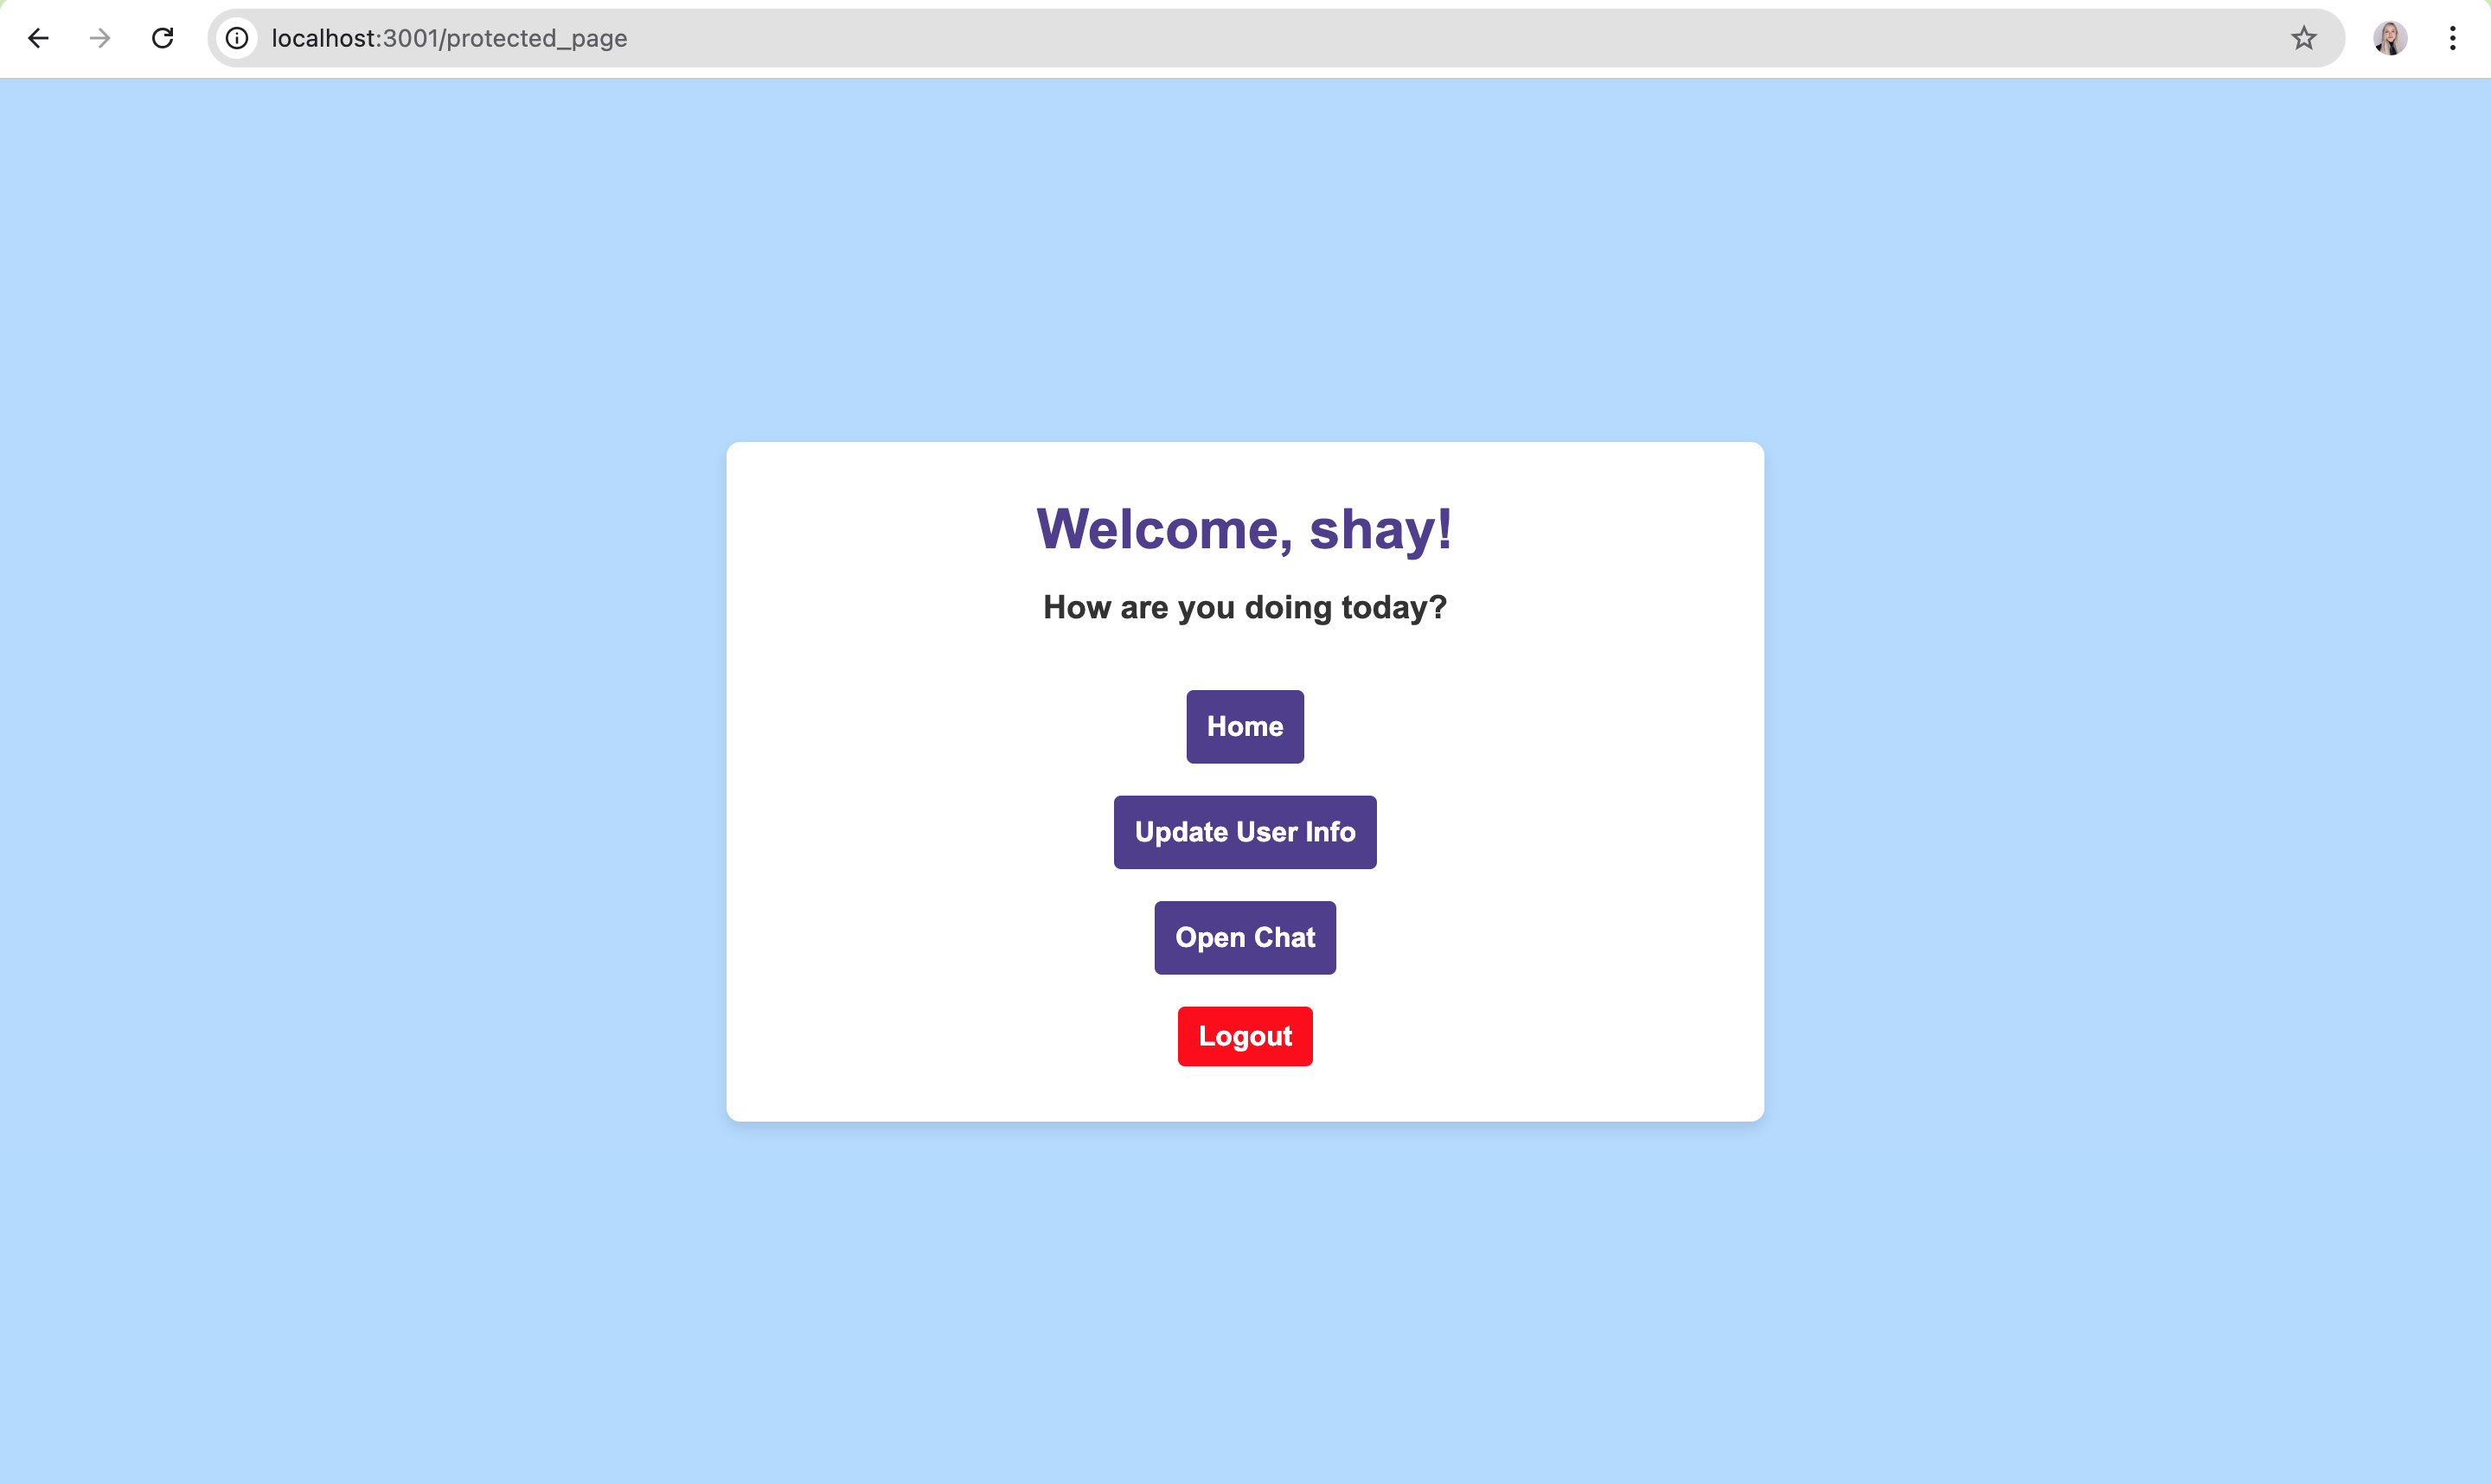 localhost:3001/protected_page
Welcome, shay!
How are you doing today?
Home
Update User Info
Open Chat
Logout